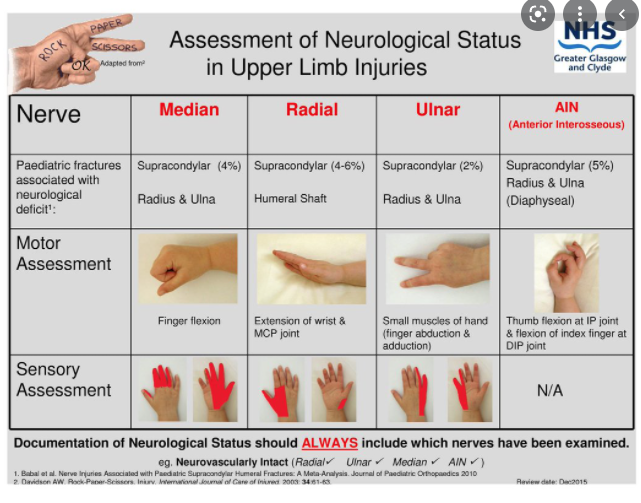 PAPER
ROCK
SCISSORS
OK
Adapted from²
Assessment of Neurological Status
in Upper Limb Injuries
NHS
Greater Glasgow
and Clyde
Nerve
Median
Radial
Ulnar
AIN
(Anterior Interosseous)
Paediatric fractures
associated with
neurological
deficit¹:
Supracondylar (4%)
Radius & Ulna
Supracondylar (4-6%)
Humeral Shaft
Supracondylar (2%)
Radius & Ulna
Supracondylar (5%)
Radius & Ulna
(Diaphyseal)
Motor
Assessment
Finger flexion
Extension of wrist &
MCP joint
Small muscles of hand
(finger abduction &
adduction)
Thumb flexion at IP joint
& flexion of index finger at
DIP joint
Sensory
Assessment
N/A
Documentation of Neurological Status should ALWAYS include which nerves have been examined.
eg. Neurovascularly Intact (Radial✓ Ulnar ✓ Median ✓ AIN ✓)
1. Babal et al. Nerve Injuries Associated with Paediatric Supracondylar Humeral Fractures: A Meta-Analysis. Journal of Paediatric Orthopaedics 2010
2. Davidson AW. Rock-Paper-Scissors. Injury, International Journal of Care of Injured, 2003; 34:61-63.
Review date: Dec2015